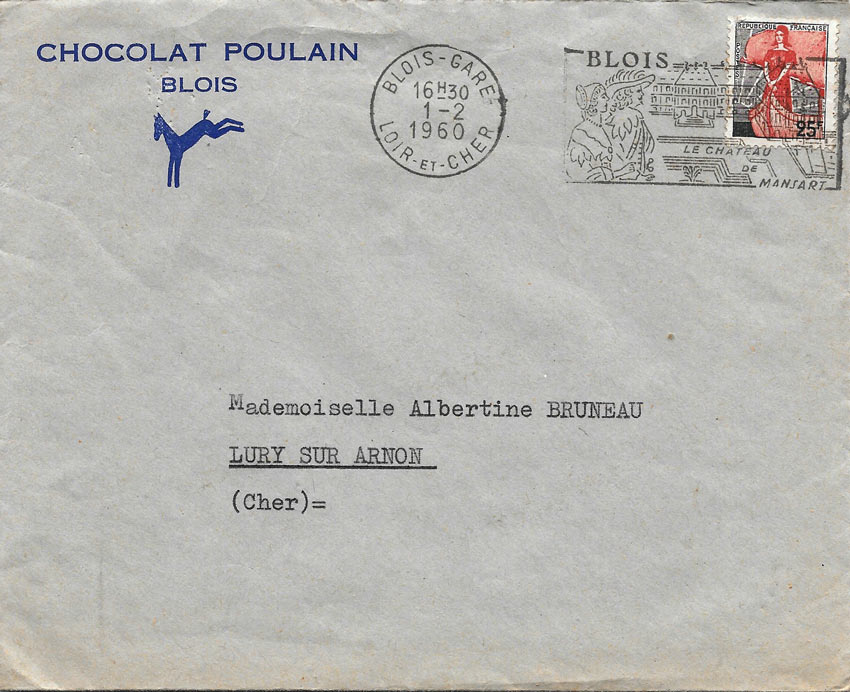 CHOCOLAT POULAIN
BLOIS
BLOIS-GARE
16H30
1-2
1960
LOIR-ET-CHER
BLOIS
LE CHATEAU
DE
MANSART
REPUBLIQUE FRANÇAISE
25F
Mademoiselle Albertine BRUNEAU
LURY SUR ARNON
(Cher)=